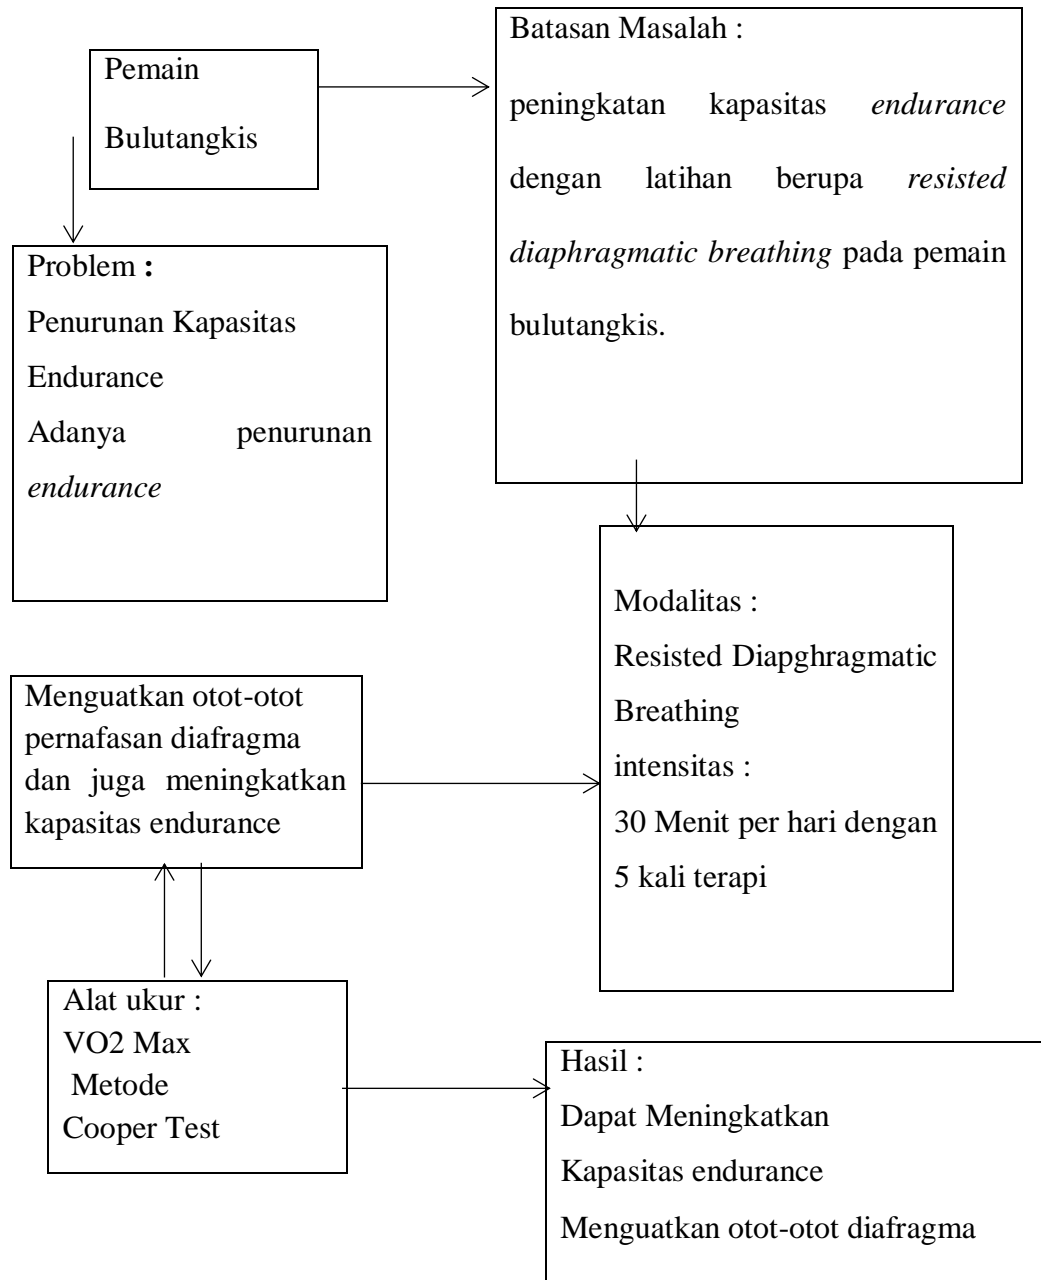 Pemain
Bulutangkis
Batasan Masalah :
peningkatan kapasitas endurance
dengan latihan berupa resisted
diaphragmatic breathing pada pemain
bulutangkis.
Problem :
Penurunan Kapasitas
Endurance
Adanya penurunan
endurance
Modalitas :
Resisted Diapghragmatic
Breathing
intensitas :
30 Menit per hari dengan
5 kali terapi
Menguatkan otot-otot
pernafasan diafragma
dan juga meningkatkan
kapasitas endurance
Alat ukur :
VO2 Max
Metode
Cooper Test
Hasil :
Dapat Meningkatkan
Kapasitas endurance
Menguatkan otot-otot diafragma